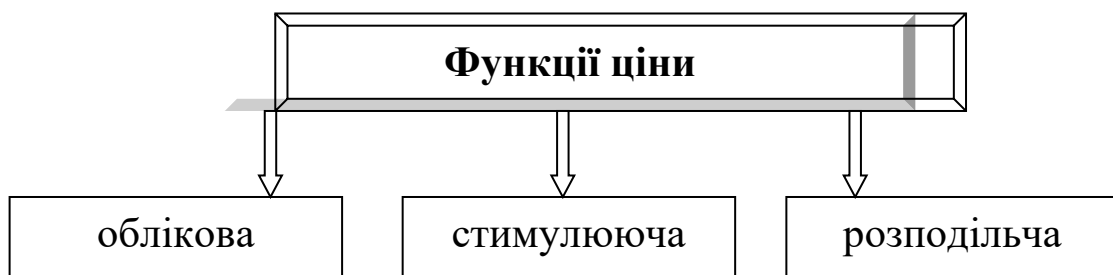 Функції ціни
облікова
стимулююча
розподільча